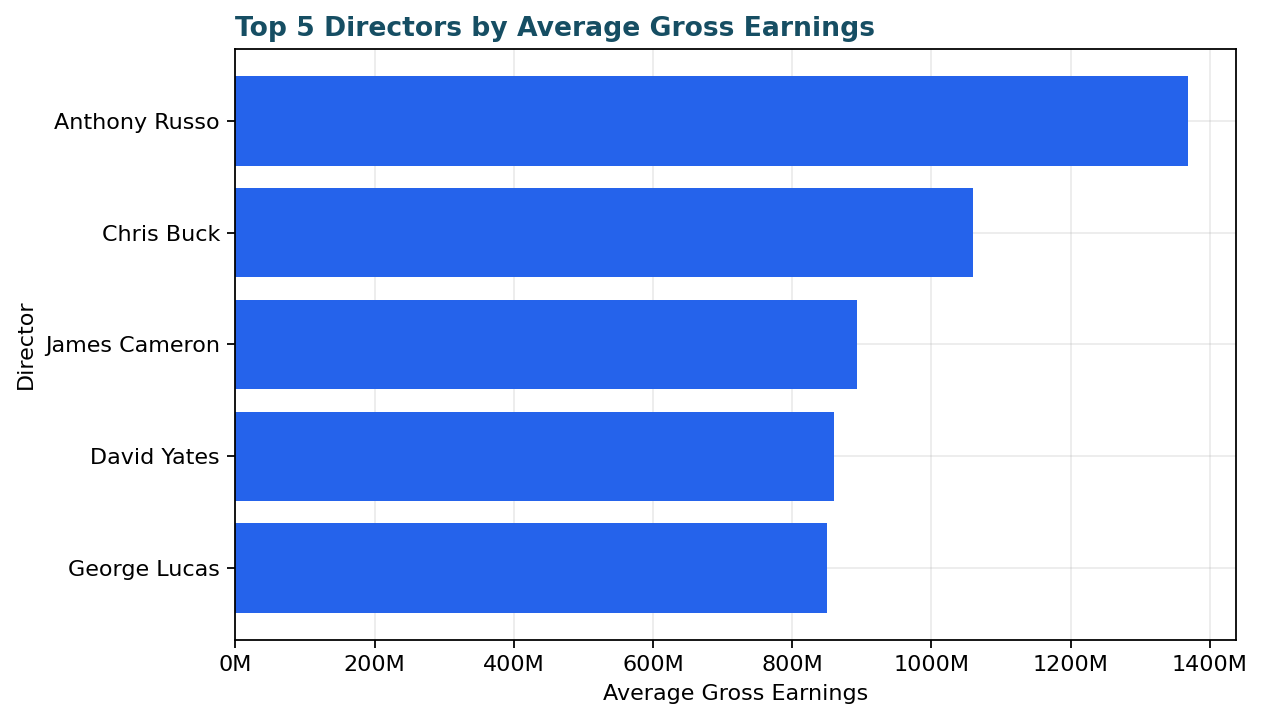 Top 5 Directors by Average Gross Earnings
Anthony Russo
Chris Buck
James Cameron
David Yates
George Lucas
Director
0M 200M 400M 600M 800M 1000M 1200M 1400M
Average Gross Earnings